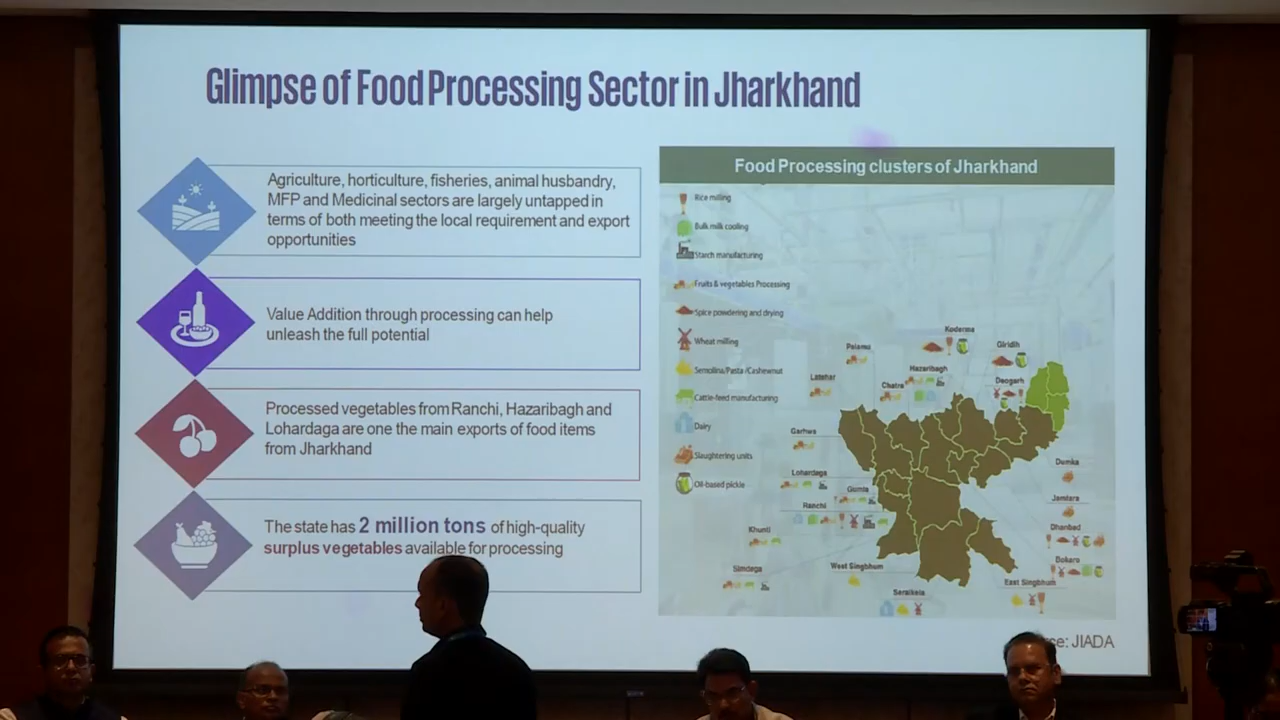 Glimpse of Food Processing Sector in Jharkhand
Agriculture, horticulture, fisheries, animal husbandry,
MFP and Medicinal sectors are largely untapped in
terms of both meeting the local requirement and export
opportunities
Value Addition through processing can help
unleash the full potential
Processed vegetables from Ranchi, Hazaribagh and
Lohardaga are one the main exports of food items
from Jharkhand
The state has 2 million tons of high-quality
surplus vegetables available for processing
Food Processing clusters of Jharkhand
Rice milling
Bulk milk cooling
Starch manufacturing
Fruits & vegetables Processing
Spice powdering and drying
Wheat milling
Semolina/Pasta/Cashewnut
Cattle-feed manufacturing
Dairy
Slaughtering units
Oil-based pickle
Koderma
Palamu
Giridih
Hazaribagh
Latehar
Chatra
Deogarh
Garhwa
Lohardaga
Gumla
Ranchi
Khunti
Simdega
West Singbhum
Seraikela
East Singbhum
Dumka
Jamtara
Dhanbad
Bokaro
ce: JIADA